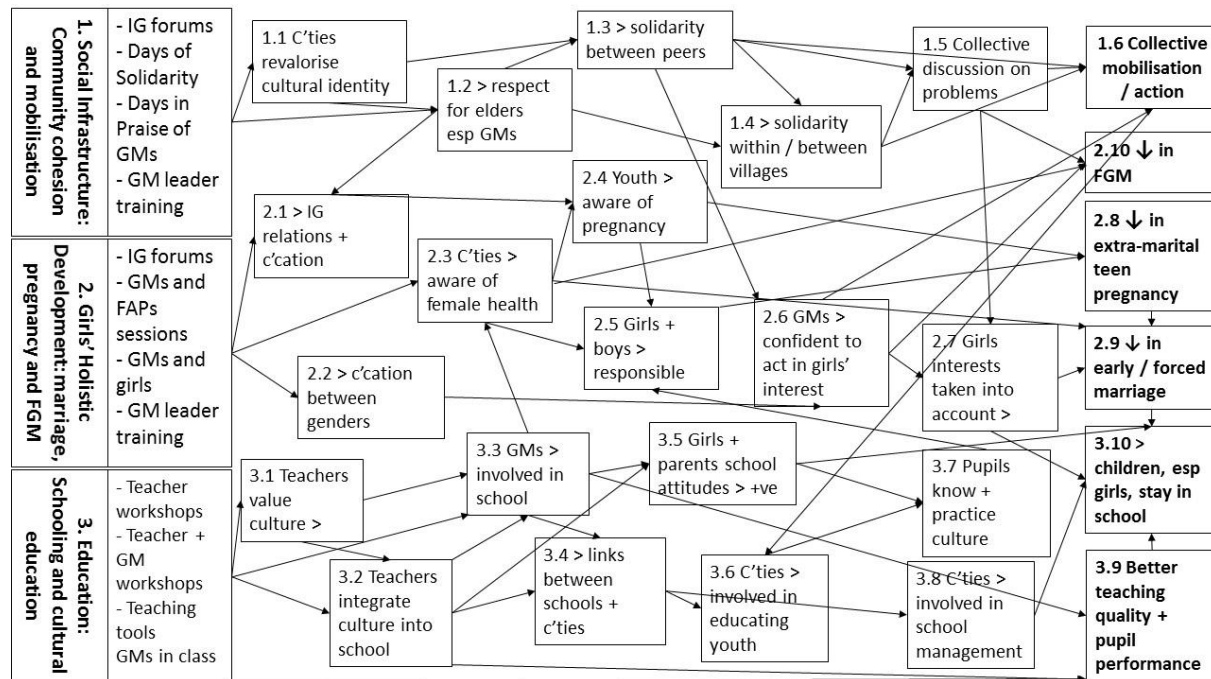 1. Social Infrastructure:
Community cohesion
and mobilisation
- IG forums
- Days of
Solidarity
- Days in
Praise of
GMs
- GM leader
training
1.1 C'ties
revalorise
cultural identity
1.2 > respect
for elders
esp GMs
1.3 > solidarity
between peers
1.4 > solidarity
within / between
villages
1.5 Collective
discussion on
problems
1.6 Collective
mobilisation
/ action
2. Girls' Holistic
Development: marriage,
pregnancy and FGM
- IG forums
- GMs and
FAPs
sessions
- GMs and
girls
- GM leader
training
2.1 > IG
relations +
c'cation
2.2 > c'cation
between
genders
2.3 C'ties >
aware of
female health
2.4 Youth >
aware of
pregnancy
2.5 Girls +
boys >
responsible
2.6 GMs >
confident to
act in girls'
interest
2.7 Girls
interests
taken into
account >
2.10 ↓ in
FGM
2.8 ↓ in
extra-marital
teen
pregnancy
2.9 ↓ in
early / forced
marriage
3. Education:
Schooling and cultural
education
- Teacher
workshops
- Teacher +
GM
workshops
- Teaching
tools
GMs in class
3.1 Teachers
value
culture >
3.2 Teachers
integrate
culture into
school
3.3 GMs >
involved in
school
3.4 > links
between
schools +
c'ties
3.5 Girls +
parents school
attitudes > +ve
3.6 C'ties >
involved in
educating
youth
3.7 Pupils
know +
practice
culture
3.8 C'ties >
involved in
school
management
3.10 >
children, esp
girls, stay in
school
3.9 Better
teaching
quality +
pupil
performance